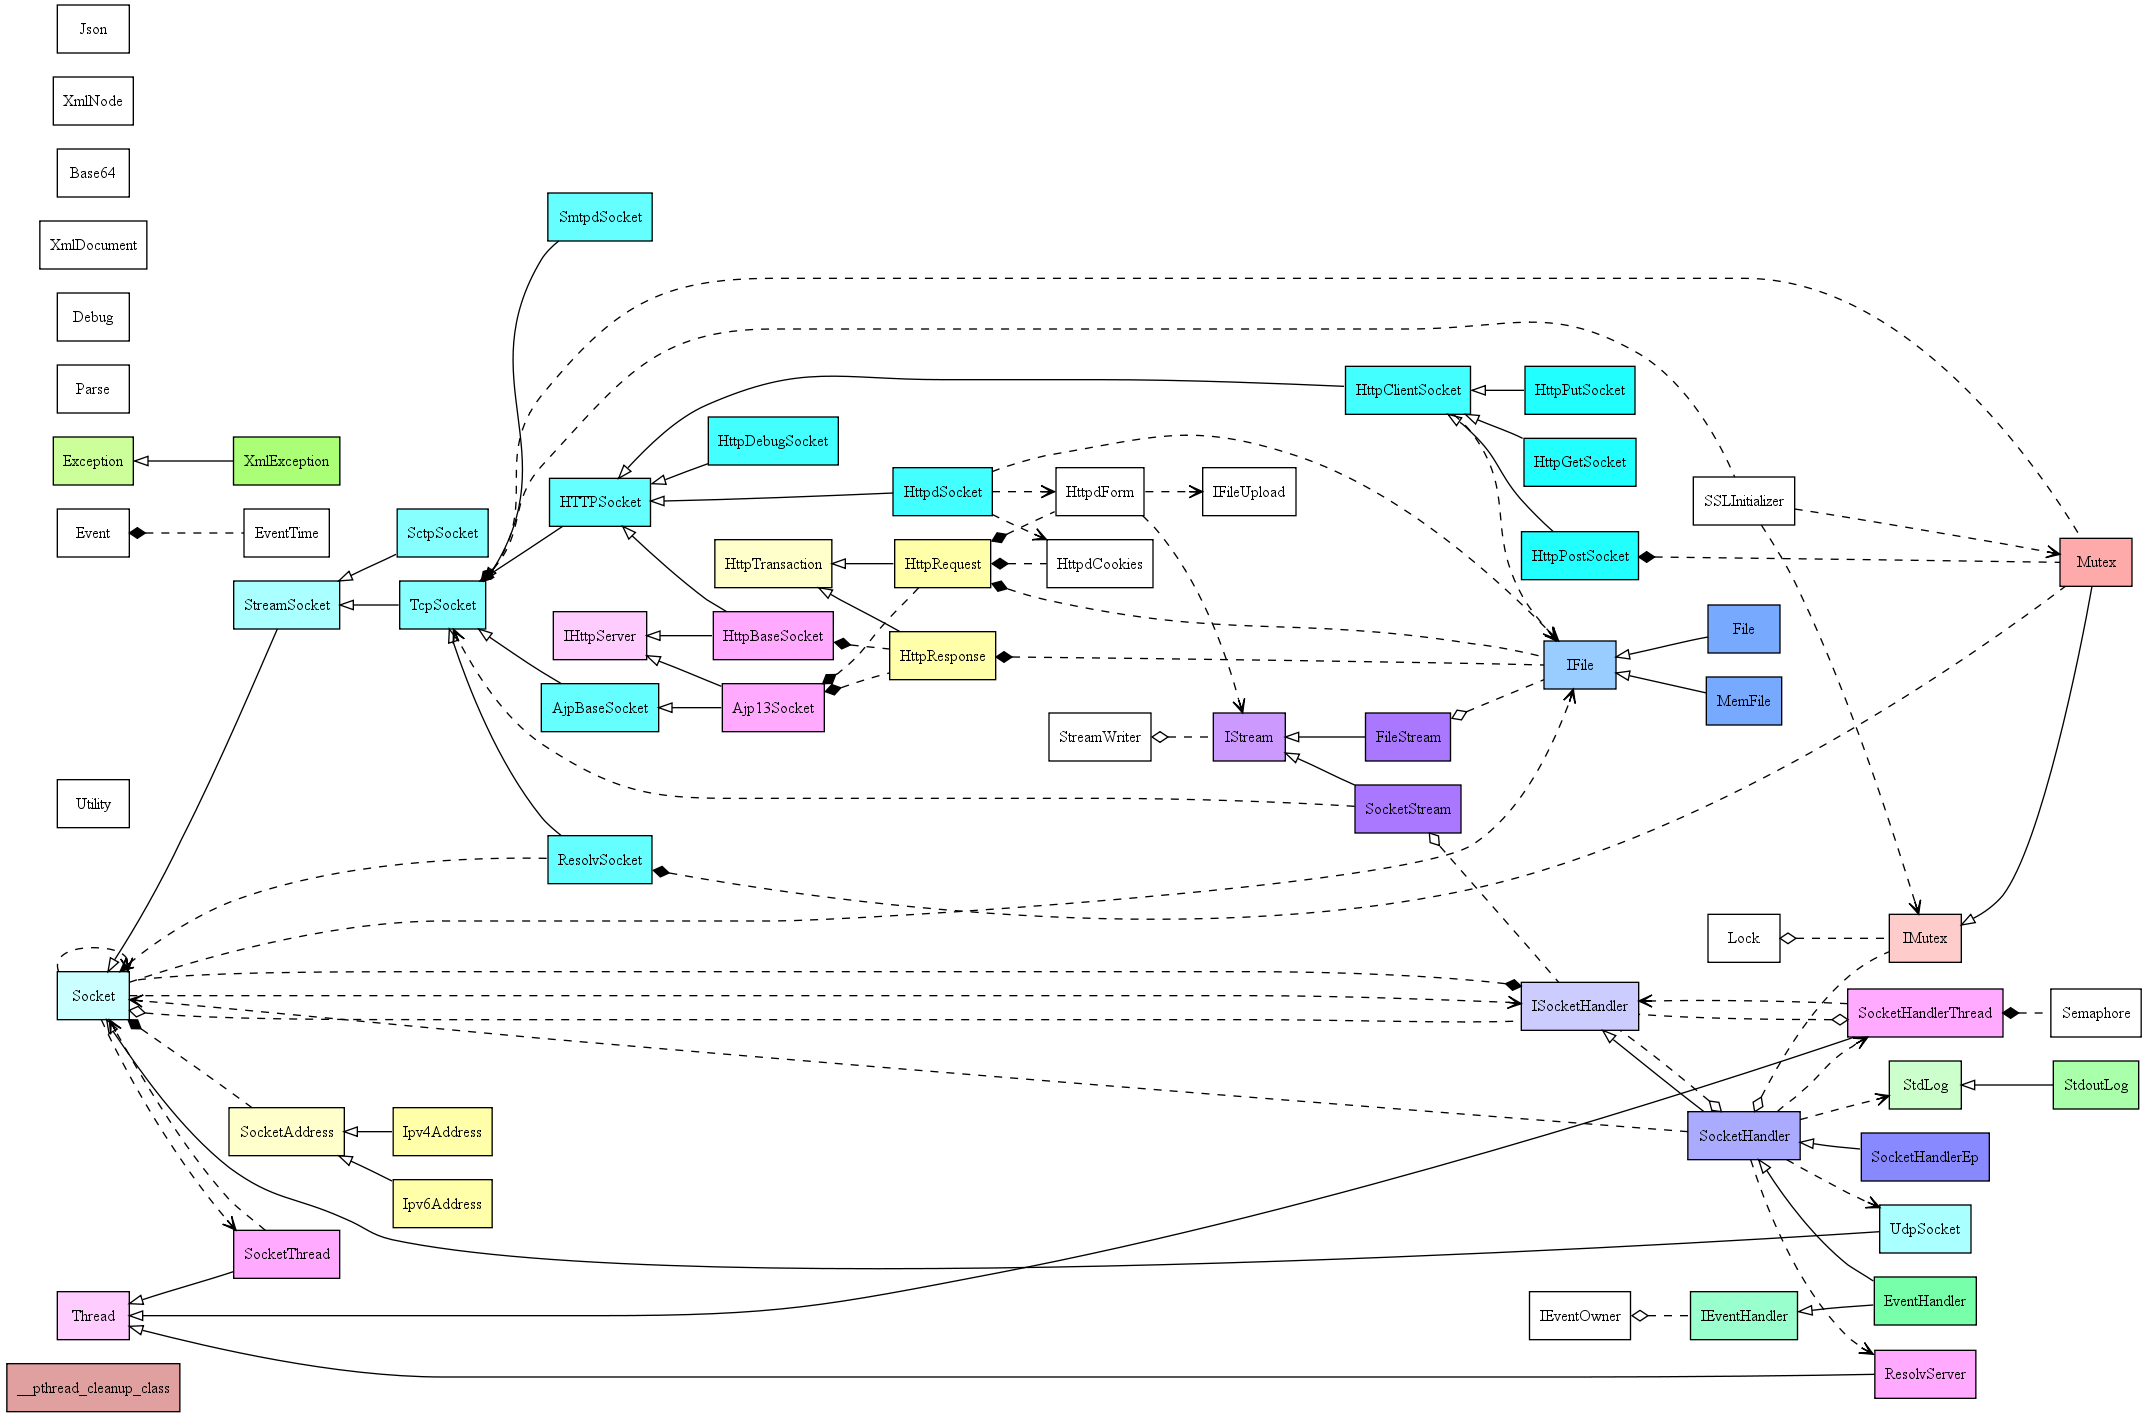 Json
XmlNode
Base64
XmlDocument
Debug
Parse
Exception
XmlException
Event
EventTime
Utility
SmtpdSocket
SctpSocket
StreamSocket
TcpSocket
HTTPSocket
HttpDebugSocket
HttpdSocket
HttpdForm
IFileUpload
HttpClientSocket
HttpPutSocket
HttpGetSocket
HttpPostSocket
SSLInitializer
Mutex
HttpTransaction
HttpRequest
HttpdCookies
IHttpServer
HttpBaseSocket
HttpResponse
AjpBaseSocket
Ajp13Socket
StreamWriter
IStream
FileStream
SocketStream
IFile
File
MemFile
ResolvSocket
Lock
IMutex
Socket
ISocketHandler
SocketHandlerThread
Semaphore
StdLog
StdoutLog
SocketAddress
Ipv4Address
Ipv6Address
SocketHandler
SocketHandlerEp
UdpSocket
SocketThread
Thread
IEventOwner
IEventHandler
EventHandler
ResolvServer
__pthread_cleanup_class